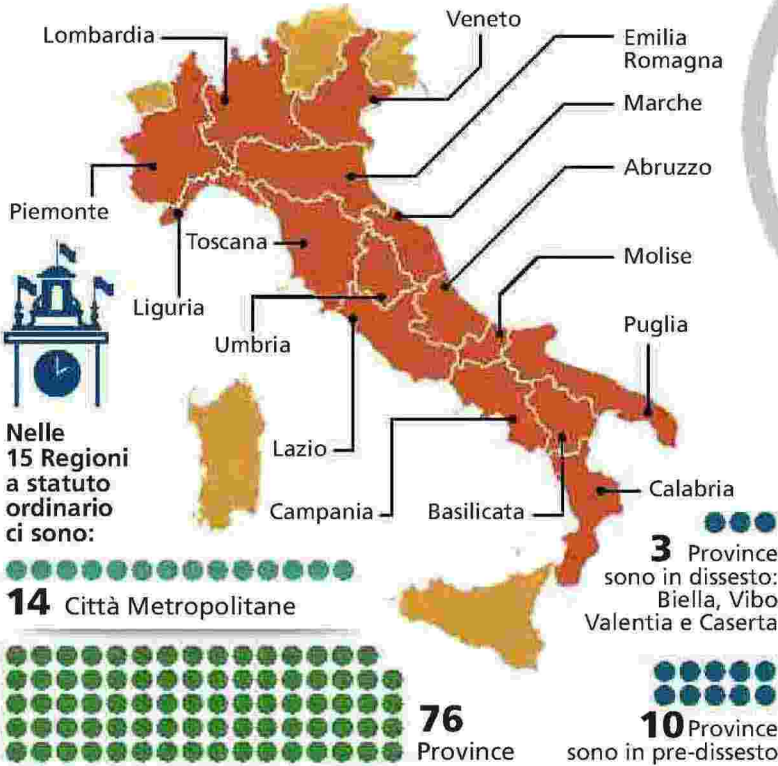 Lombardia
Veneto
Emilia
Romagna
Marche
Abruzzo
Piemonte
Toscana
Molise
Liguria
Umbria
Puglia
Nelle
15 Regioni
a statuto
ordinario
ci sono:
Lazio
Campania
Basilicata
Calabria
14 Città Metropolitane
3 Province
sono in dissesto:
Biella, Vibo
Valentia e Caserta
76
Province
10 Province
sono in pre-dissesto